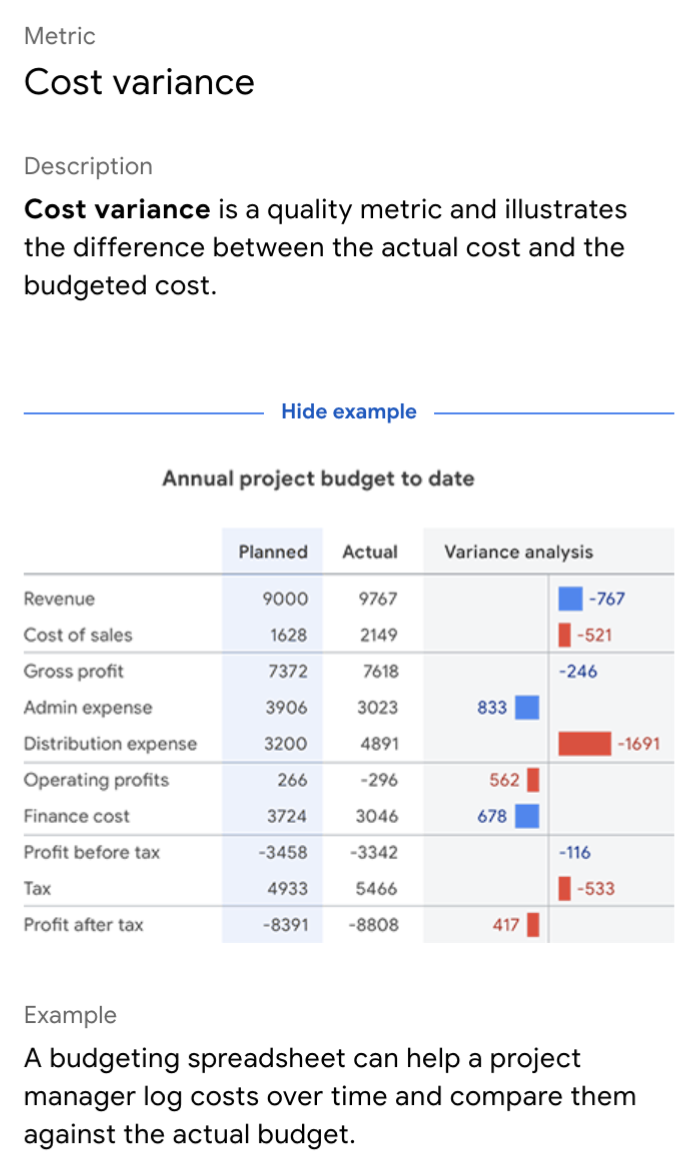 Metric
Cost variance
Description
Cost variance is a quality metric and illustrates
the difference between the actual cost and the
budgeted cost.
Hide example
Annual project budget to date
Planned Actual Variance analysis
Revenue 9000 9767 -767
Cost of sales 1628 2149 -521
Gross profit 7372 7618 -246
Admin expense 3906 3023 833
Distribution expense 3200 4891 -1691
Operating profits 266 -296 562
Finance cost 3724 3046 678
Profit before tax -3458 -3342 -116
Tax 4933 5466 -533
Profit after tax -8391 -8808 417
Example
A budgeting spreadsheet can help a project
manager log costs over time and compare them
against the actual budget.